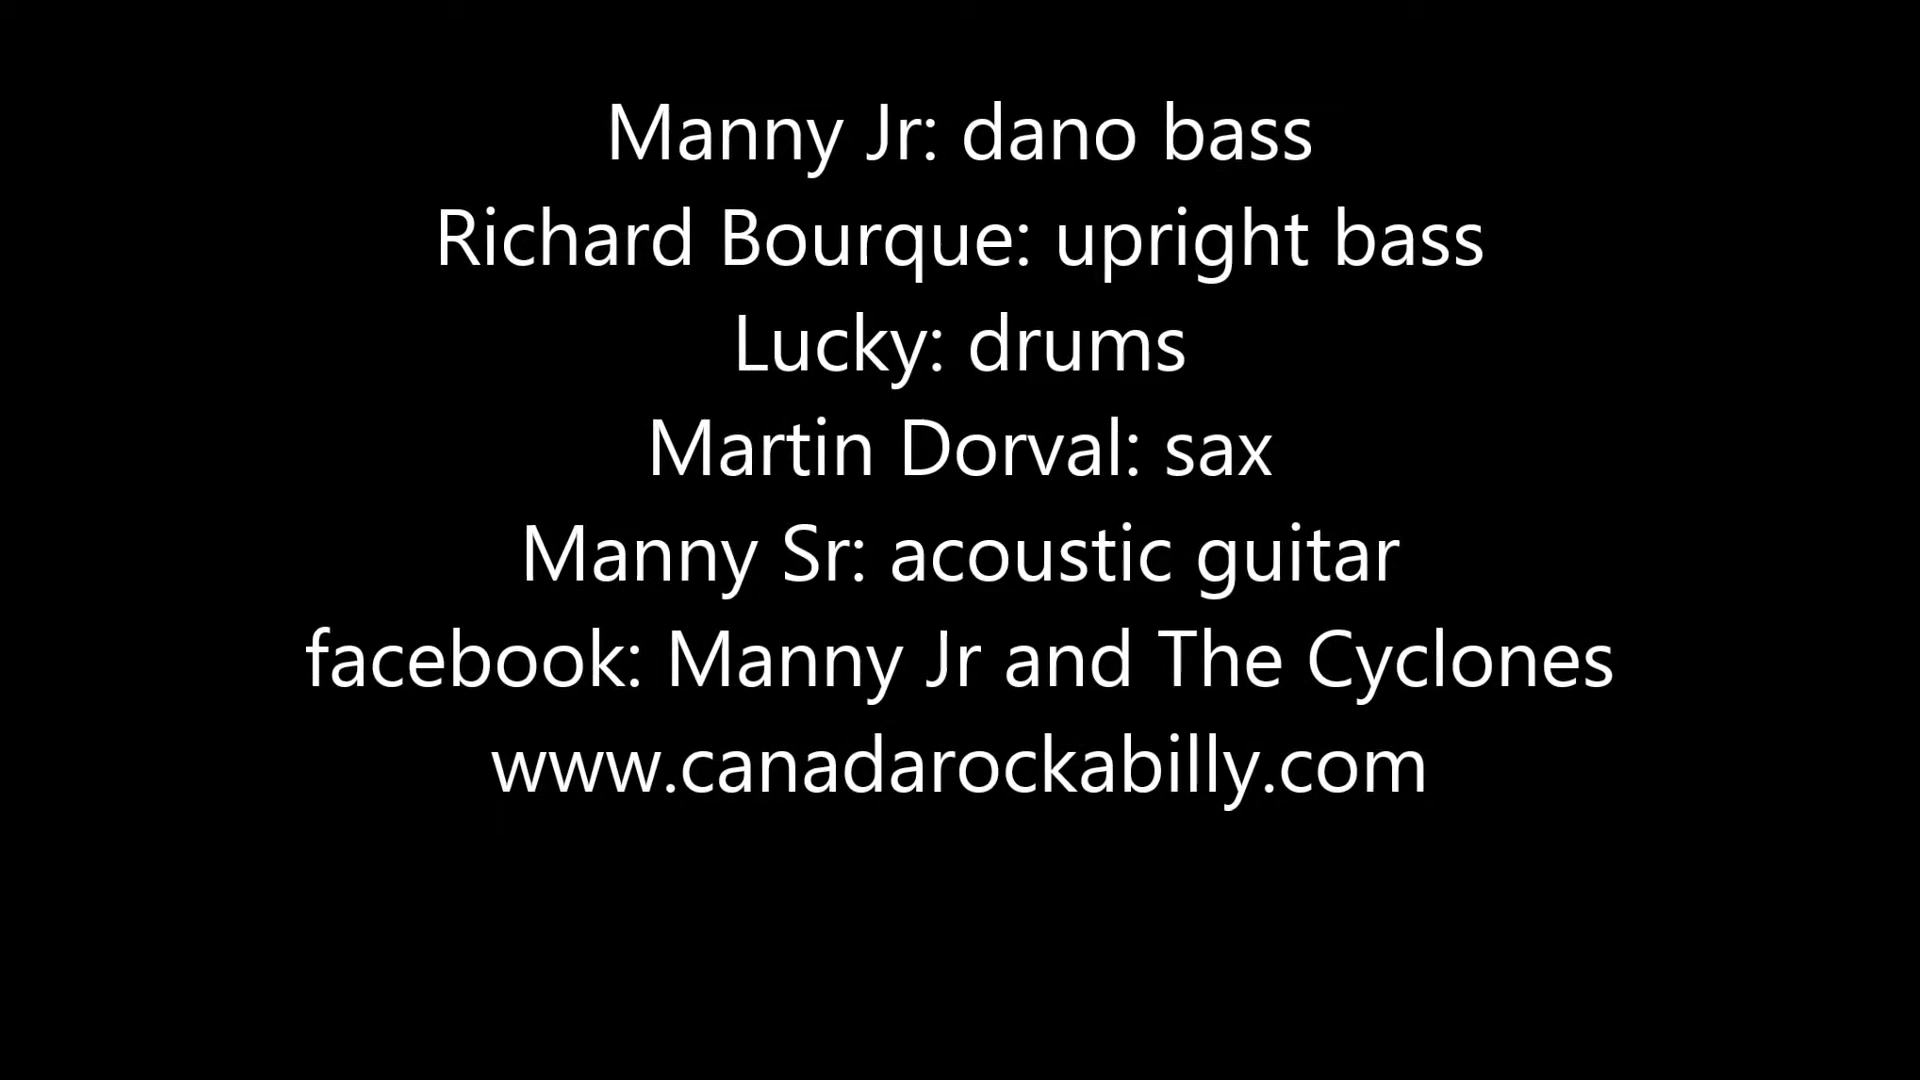 Manny Jr: dano bass
Richard Bourque: upright bass
Lucky: drums
Martin Dorval: sax
Manny Sr: acoustic guitar
facebook: Manny Jr and The Cyclones
www.canadarockabilly.com